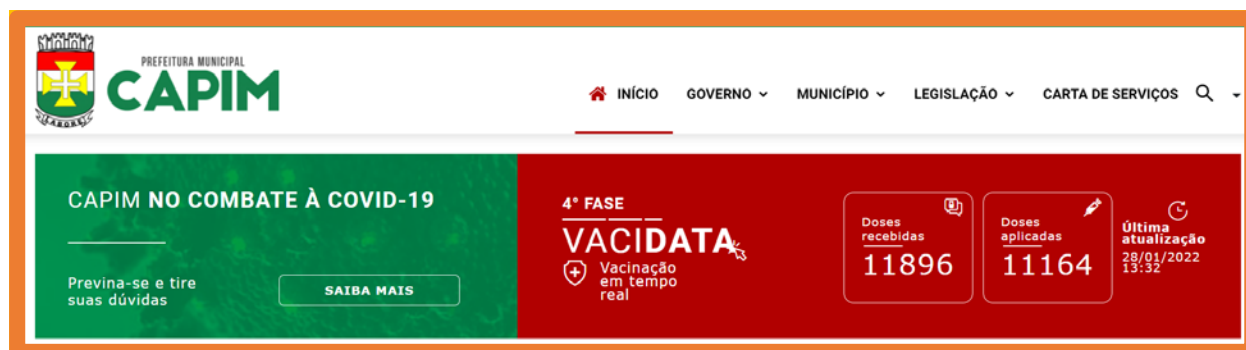 PREFEITURA MUNICIPAL
CAPIM
LABORE
INÍCIO GOVERNO MUNICÍPIO LEGISLAÇÃO CARTA DE SERVIÇOS
CAPIM NO COMBATE À COVID-19
Previna-se e tire
suas dúvidas
SAIBA MAIS
4° FASE
VACIDATA
Vacinação
em tempo
real
Doses
recebidas
11896
Doses
aplicadas
11164
Última
atualização
28/01/2022
13:32